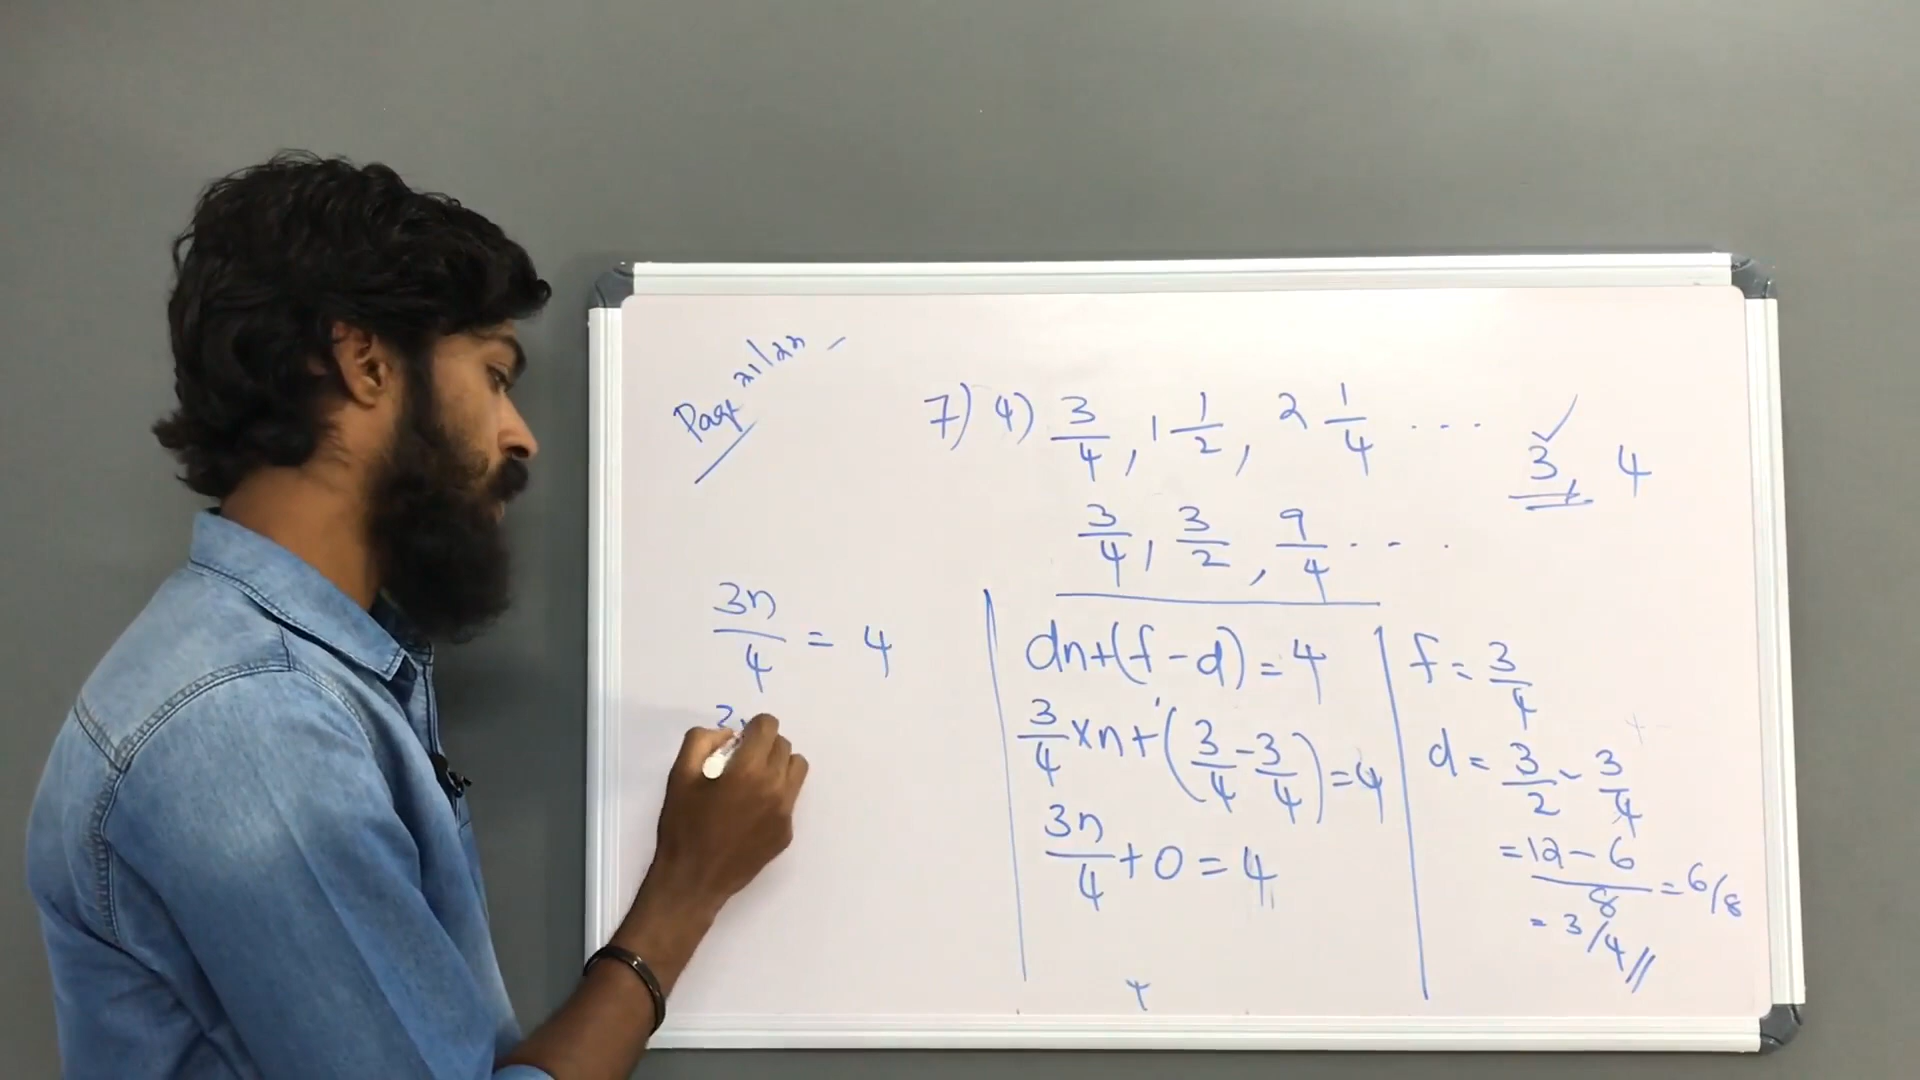 7) 4) 3/4, 1 1/2, 2 1/4 ...
3, 4
3/4, 3/2, 9/4 ...
3n/4 = 4
3n
dn+(f-d)=4
3/4 xn+(3/4-3/4)=4
3n/4+0=4
f=3/4
d=3/2-3/4
=12-6/8=6/8
=3/4//